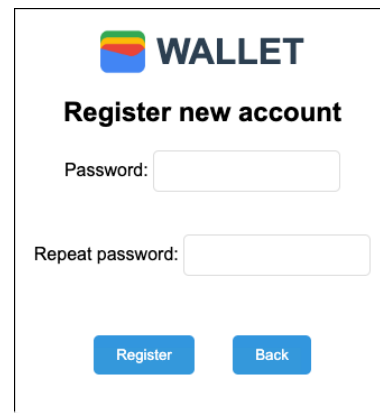 WALLET
Register new account
Password:
Repeat password:
Register Back